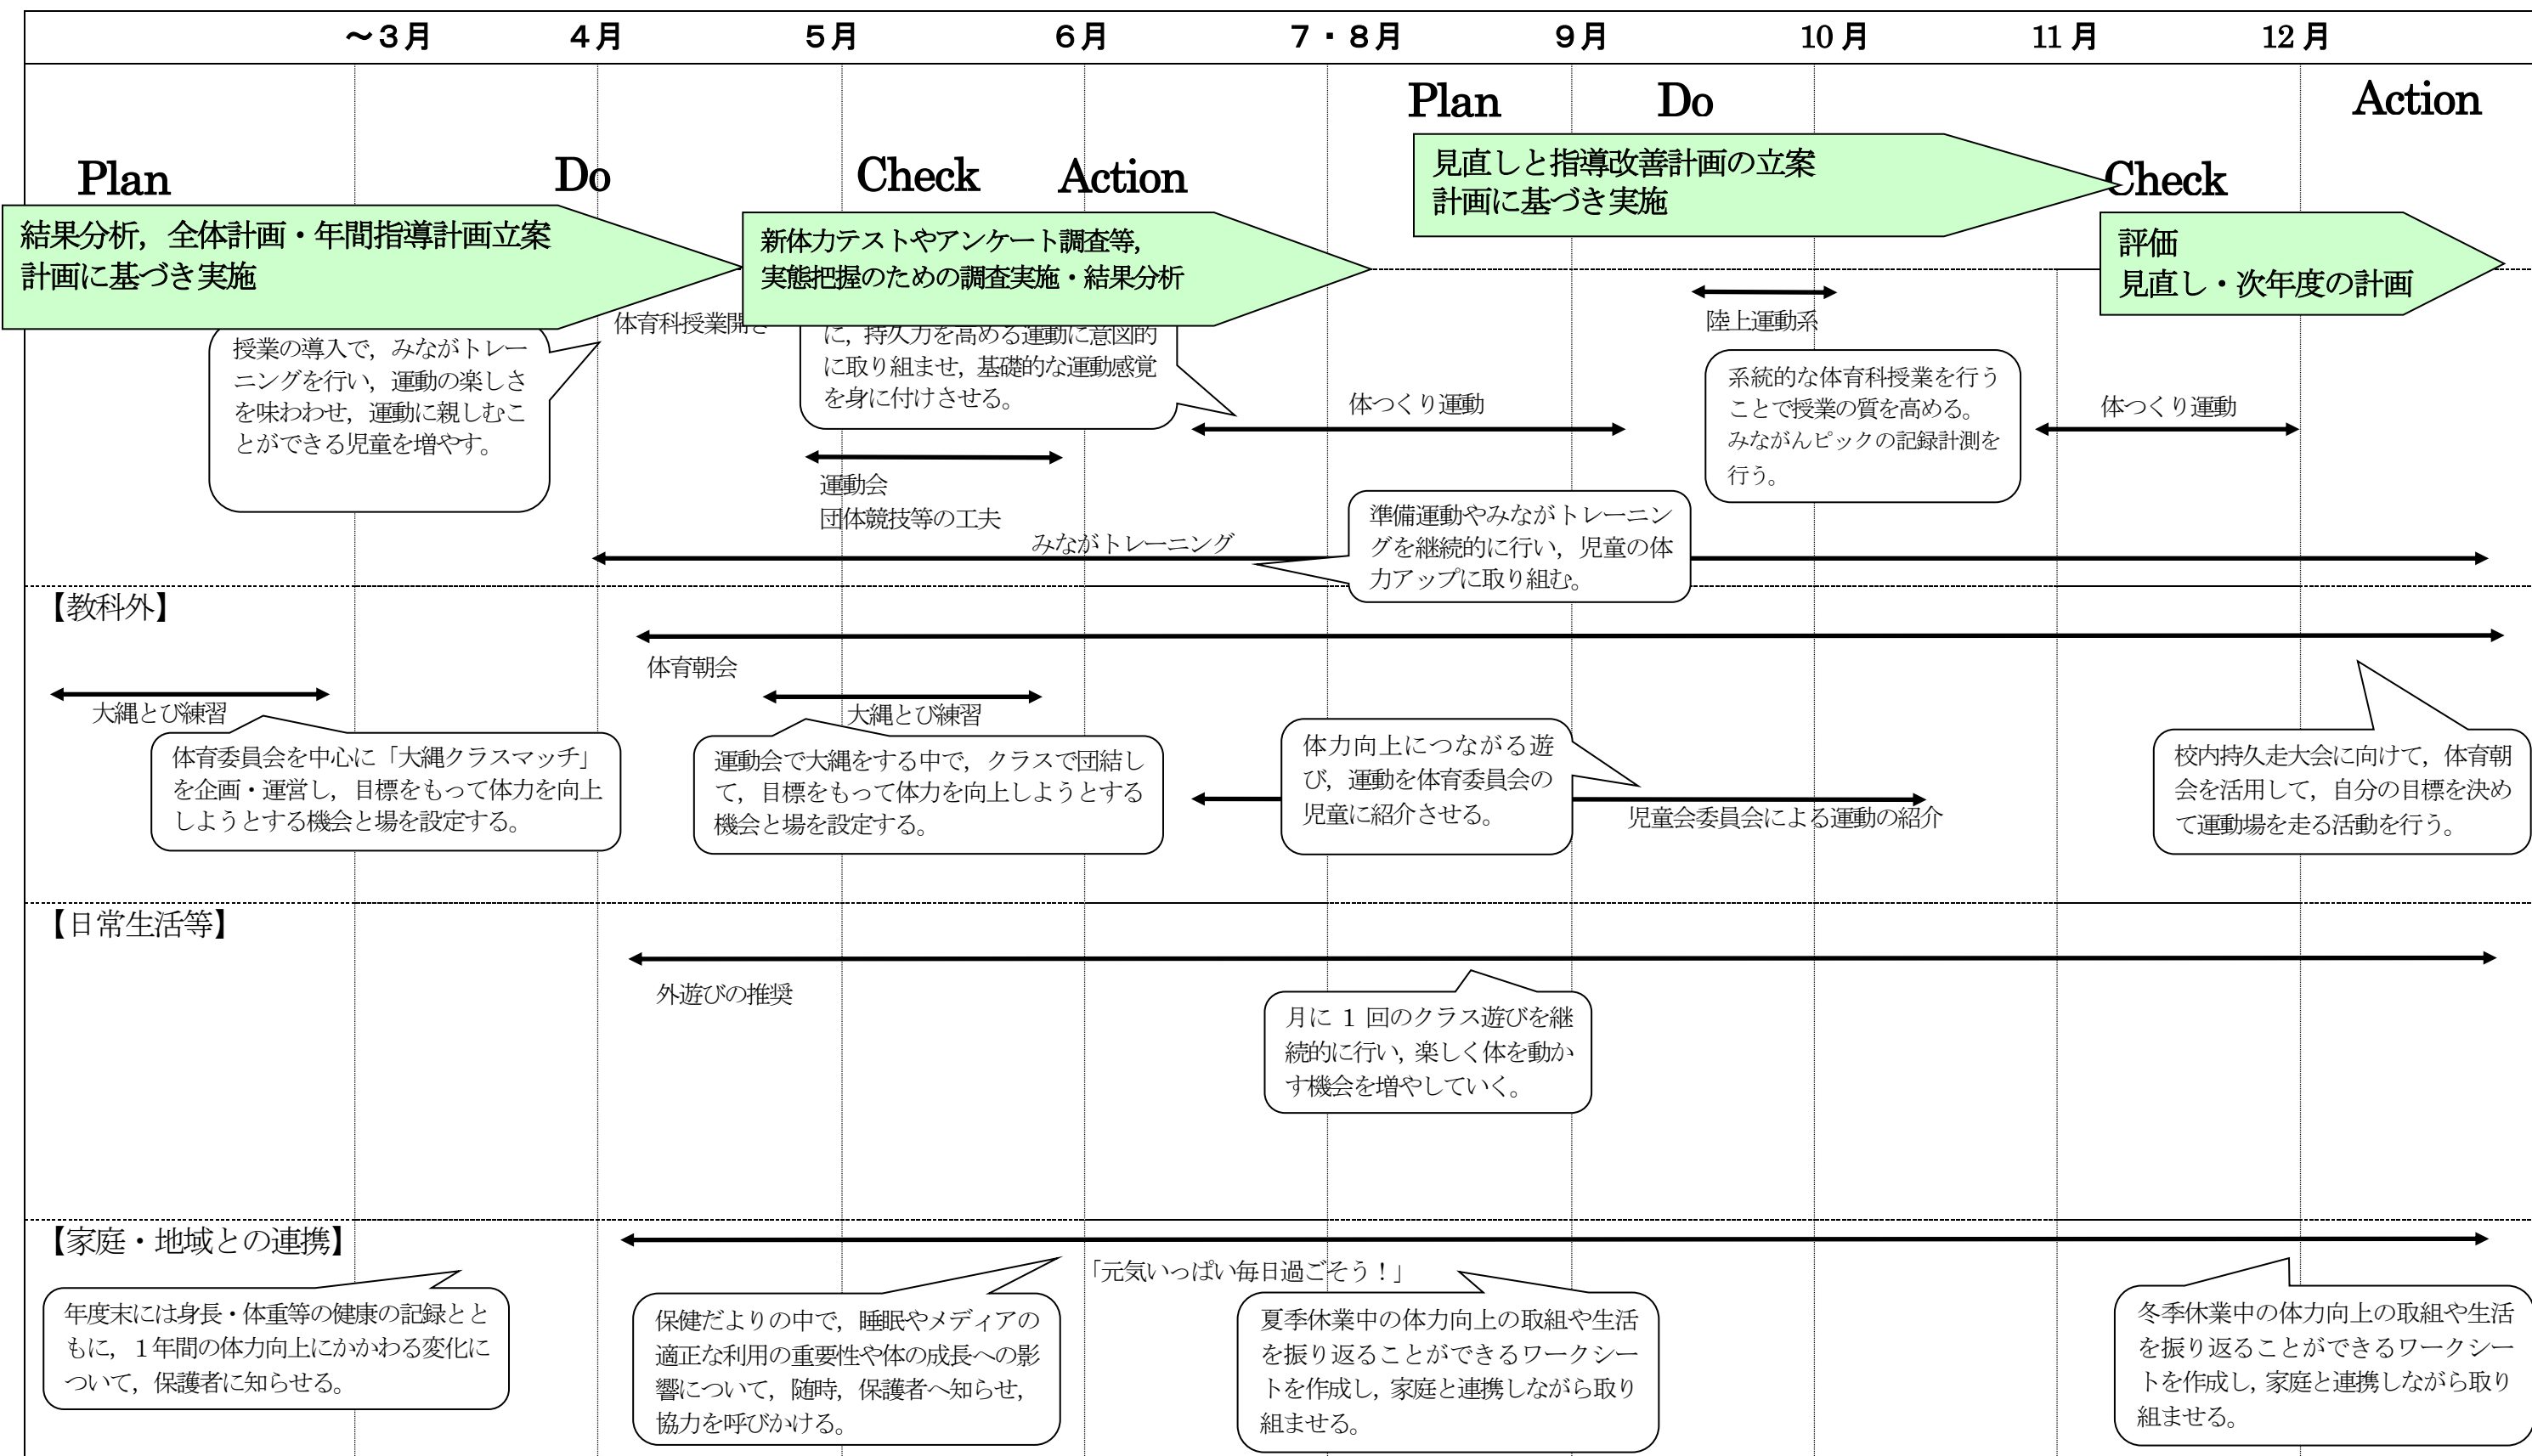 ～３月
４月
５月
６月
７・８月
９月
10 月
11 月
12 月
Plan
Do
Check
Action
Plan
Do
Check
Action
結果分析，全体計画・年間指導計画立案
計画に基づき実施
新体力テストやアンケート調査等，
実態把握のための調査実施・結果分析
見直しと指導改善計画の立案
計画に基づき実施
評価
見直し・次年度の計画
体育科授業開き
授業の導入で，みながトレー
ニングを行い，運動の楽しさ
を味わわせ，運動に親しむこ
とができる児童を増やす。
に，持久力を高める運動に意図的
に取り組ませ，基礎的な運動感覚
を身に付けさせる。
運動会
団体競技等の工夫
体つくり運動
陸上運動系
系統的な体育科授業を行う
ことで授業の質を高める。
みながんピックの記録計測を
行う。
体つくり運動
みながトレーニング
準備運動やみながトレーニン
グを継続的に行い，児童の体
力アップに取り組む。
【教科外】
体育朝会
大縄とび練習
体育委員会を中心に「大縄クラスマッチ」
を企画・運営し，目標をもって体力を向上
しようとする機会と場を設定する。
大縄とび練習
運動会で大縄をする中で，クラスで団結し
て，目標をもって体力を向上しようとする
機会と場を設定する。
体力向上につながる遊
び，運動を体育委員会の
児童に紹介させる。
児童会委員会による運動の紹介
校内持久走大会に向けて，体育朝
会を活用して，自分の目標を決め
て運動場を走る活動を行う。
【日常生活等】
外遊びの推奨
月に 1 回のクラス遊びを継
続的に行い，楽しく体を動か
す機会を増やしていく。
【家庭・地域との連携】
「元気いっぱい毎日過ごそう！」
年度末には身長・体重等の健康の記録とと
もに，１年間の体力向上にかかわる変化に
ついて，保護者に知らせる。
保健だよりの中で，睡眠やメディアの
適正な利用の重要性や体の成長への影
響について，随時，保護者へ知らせ，
協力を呼びかける。
夏季休業中の体力向上の取組や生活
を振り返ることができるワークシー
トを作成し，家庭と連携しながら取り
組ませる。
冬季休業中の体力向上の取組や生活
を振り返ることができるワークシー
トを作成し，家庭と連携しながら取り
組ませる。